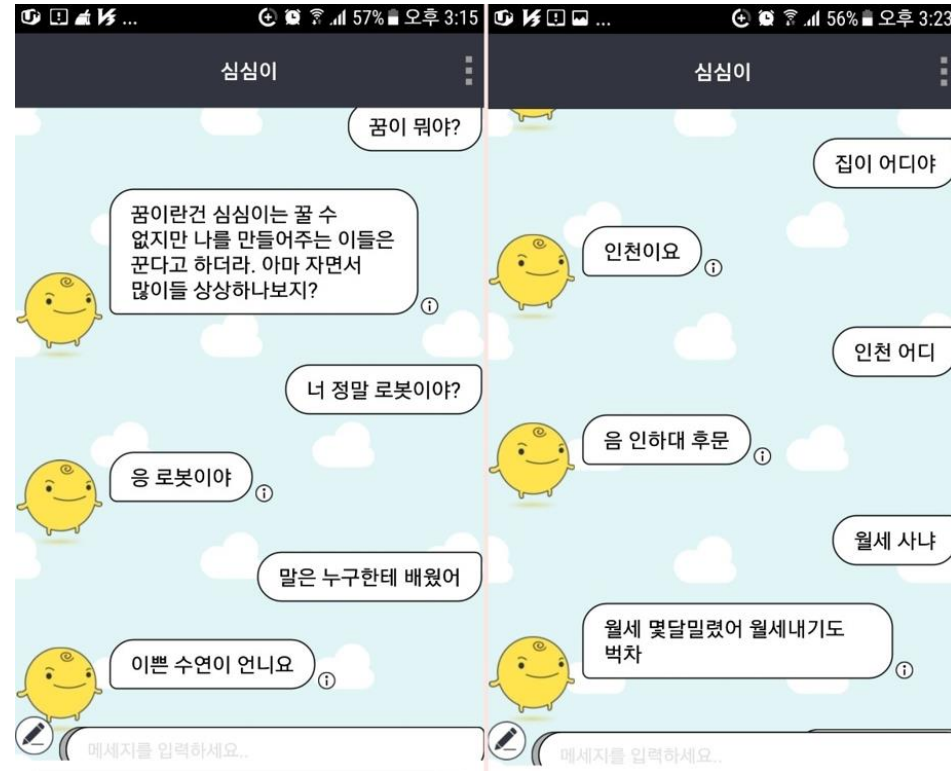 57% 오후 3:15
심심이
꿈이 뭐야?
꿈이란건 심심이는 꿀 수
없지만 나를 만들어주는 이들은
꾼다고 하더라. 아마 자면서
많이들 상상하나보지?
너 정말 로봇이야?
응 로봇이야
말은 누구한테 배웠어
이쁜 수연이 언니요
메세지를 입력하세요..
56% 오후 3:23
심심이
집이 어디야
인천이요
인천 어디
음 인하대 후문
월세 사냐
월세 몇달밀렸어 월세내기도
벅차
메세지를 입력하세요..